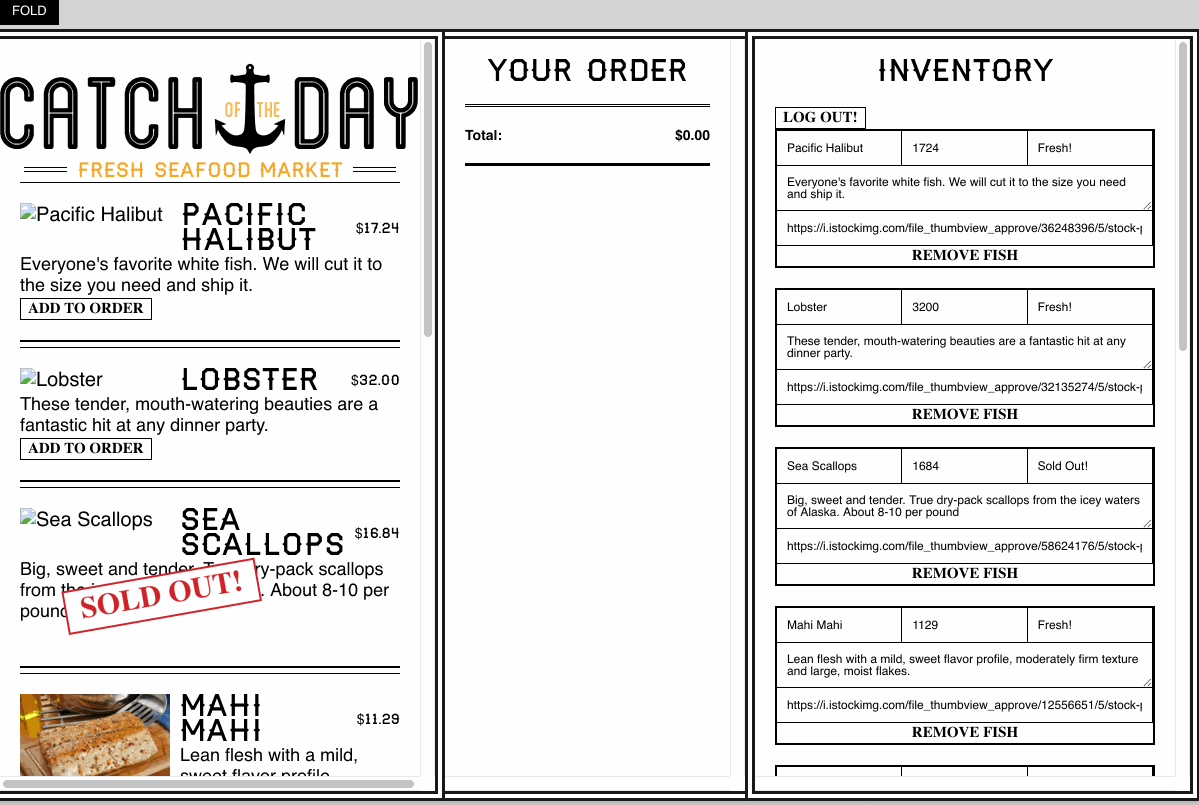 FOLD
CATCH OF THE DAY
FRESH SEAFOOD MARKET
Pacific Halibut
PACIFIC
HALIBUT
$17.24
Everyone's favorite white fish. We will cut it to
the size you need and ship it.
ADD TO ORDER
Lobster
LOBSTER
$32.00
These tender, mouth-watering beauties are a
fantastic hit at any dinner party.
ADD TO ORDER
Sea Scallops
SEA
SCALLOPS
$16.84
Big, sweet and tender. True dry-pack scallops
from the . About 8-10 per
pound
SOLD OUT!
MAHI
MAHI
$11.29
Lean flesh with a mild,
sweet flavor profile
YOUR ORDER
Total: $0.00
INVENTORY
LOG OUT!
Pacific Halibut 1724 Fresh!
Everyone's favorite white fish. We will cut it to the size you need
and ship it.
https://i.istockimg.com/file_thumbview_approve/36248396/5/stock-p
REMOVE FISH
Lobster 3200 Fresh!
These tender, mouth-watering beauties are a fantastic hit at any
dinner party.
https://i.istockimg.com/file_thumbview_approve/32135274/5/stock-p
REMOVE FISH
Sea Scallops 1684 Sold Out!
Big, sweet and tender. True dry-pack scallops from the icey waters
of Alaska. About 8-10 per pound
https://i.istockimg.com/file_thumbview_approve/58624176/5/stock-p
REMOVE FISH
Mahi Mahi 1129 Fresh!
Lean flesh with a mild, sweet flavor profile, moderately firm texture
and large, moist flakes.
https://i.istockimg.com/file_thumbview_approve/12556651/5/stock-p
REMOVE FISH